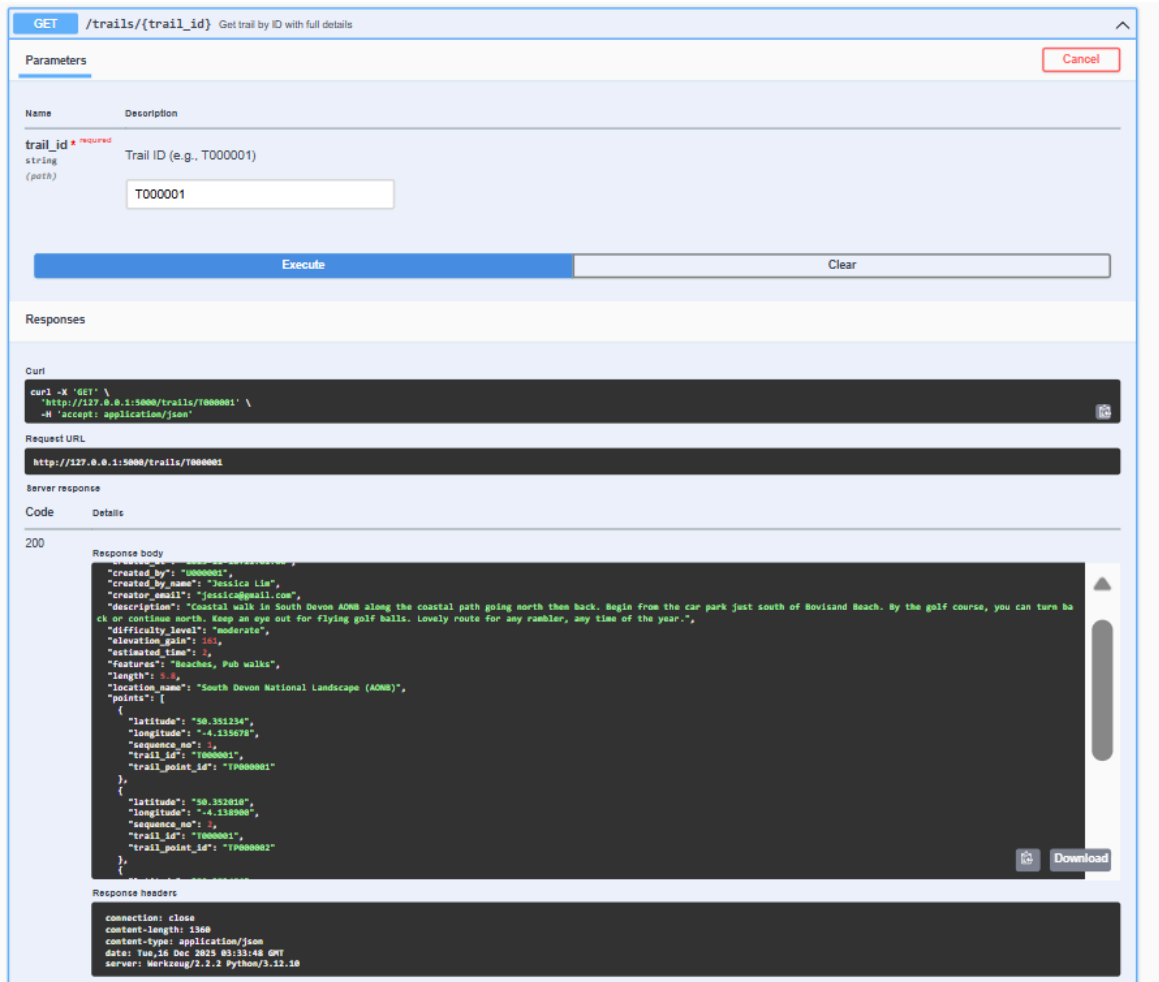 GET /trails/{trail_id} Get trail by ID with full details
Parameters
Cancel
Name Description
trail_id * required
string
(path)
Trail ID (e.g., T000001)
T000001
Execute
Clear
Responses
Curl
curl -X 'GET' \
'http://127.0.0.1:5000/trails/T000001' \
-H 'accept: application/json'
Request URL
http://127.0.0.1:5000/trails/T000001
Server response
Code Details
200
Response body
"created_by": "U000001",
"created_by_name": "Jessica Lim",
"creator_email": "jessica@gmail.com",
"description": "Coastal walk in South Devon AONB along the coastal path going north then back. Begin from the car park just south of Bovisand Beach. By the golf course, you can turn ba
ck or continue north. Keep an eye out for flying golf balls. Lovely route for any rambler, any time of the year.",
"difficulty_level": "moderate",
"elevation_gain": 161,
"estimated_time": 2,
"features": "Beaches, Pub walks",
"length": 5.8,
"location_name": "South Devon National Landscape (AONB)",
"points": [
{
"latitude": "50.351234",
"longitude": "-4.135678",
"sequence_no": 1,
"trail_id": "T000001",
"trail_point_id": "TP000001"
},
{
"latitude": "50.352010",
"longitude": "-4.138900",
"sequence_no": 2,
"trail_id": "T000001",
"trail_point_id": "TP000002"
},
{
Download
Response headers
connection: close
content-length: 1360
content-type: application/json
date: Tue,16 Dec 2025 03:33:48 GMT
server: Werkzeug/2.2.2 Python/3.12.10